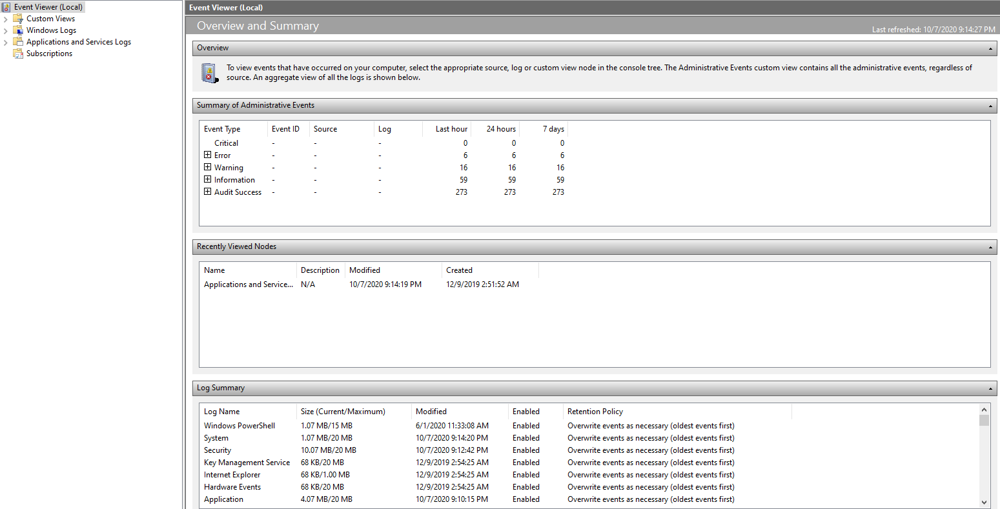 Event Viewer (Local)
Custom Views
Windows Logs
Applications and Services Logs
Subscriptions
Event Viewer (Local)
Overview and Summary
Last refreshed: 10/7/2020 9:14:27 PM
Overview
To view events that have occurred on your computer, select the appropriate source, log or custom view node in the console tree. The Administrative Events custom view contains all the administrative events, regardless of
source. An aggregate view of all the logs is shown below.
Summary of Administrative Events
Event Type Event ID Source Log Last hour 24 hours 7 days
Critical - - - 0 0 0
Error - - - 6 6 6
Warning - - - 16 16 16
Information - - - 59 59 59
Audit Success - - - 273 273 273
Recently Viewed Nodes
Name Description Modified Created
Applications and Service... N/A 10/7/2020 9:14:19 PM 12/9/2019 2:51:52 AM
Log Summary
Log Name Size (Current/Maximum) Modified Enabled Retention Policy
Windows PowerShell 1.07 MB/15 MB 6/1/2020 11:33:08 AM Enabled Overwrite events as necessary (oldest events first)
System 1.07 MB/20 MB 10/7/2020 9:14:20 PM Enabled Overwrite events as necessary (oldest events first)
Security 10.07 MB/20 MB 10/7/2020 9:12:42 PM Enabled Overwrite events as necessary (oldest events first)
Key Management Service 68 KB/20 MB 12/9/2019 2:54:25 AM Enabled Overwrite events as necessary (oldest events first)
Internet Explorer 68 KB/1.00 MB 12/9/2019 2:54:25 AM Enabled Overwrite events as necessary (oldest events first)
Hardware Events 68 KB/20 MB 12/9/2019 2:54:25 AM Enabled Overwrite events as necessary (oldest events first)
Application 4.07 MB/20 MB 10/7/2020 9:10:15 PM Enabled Overwrite events as necessary (oldest events first)